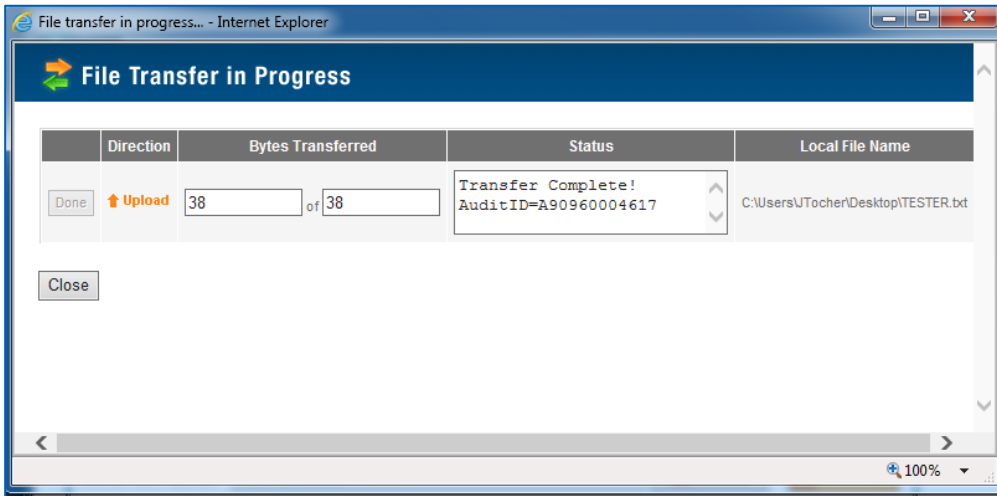 File transfer in progress... - Internet Explorer
File Transfer in Progress
Direction Bytes Transferred Status Local File Name
Done Upload 38 of 38 Transfer Complete!
AuditID=A90960004617
C:\Users\JTocher\Desktop\TESTER.txt
Close
100%